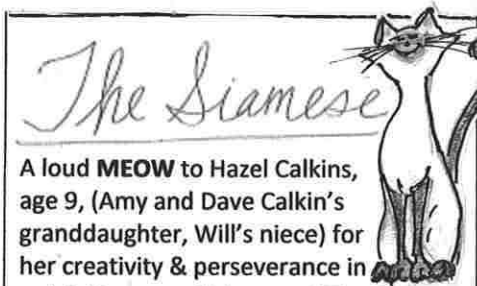 The Siamese
A loud MEOW to Hazel Calkins,
age 9, (Amy and Dave Calkin's
granddaughter, Will's niece) for
her creativity & perseverance in